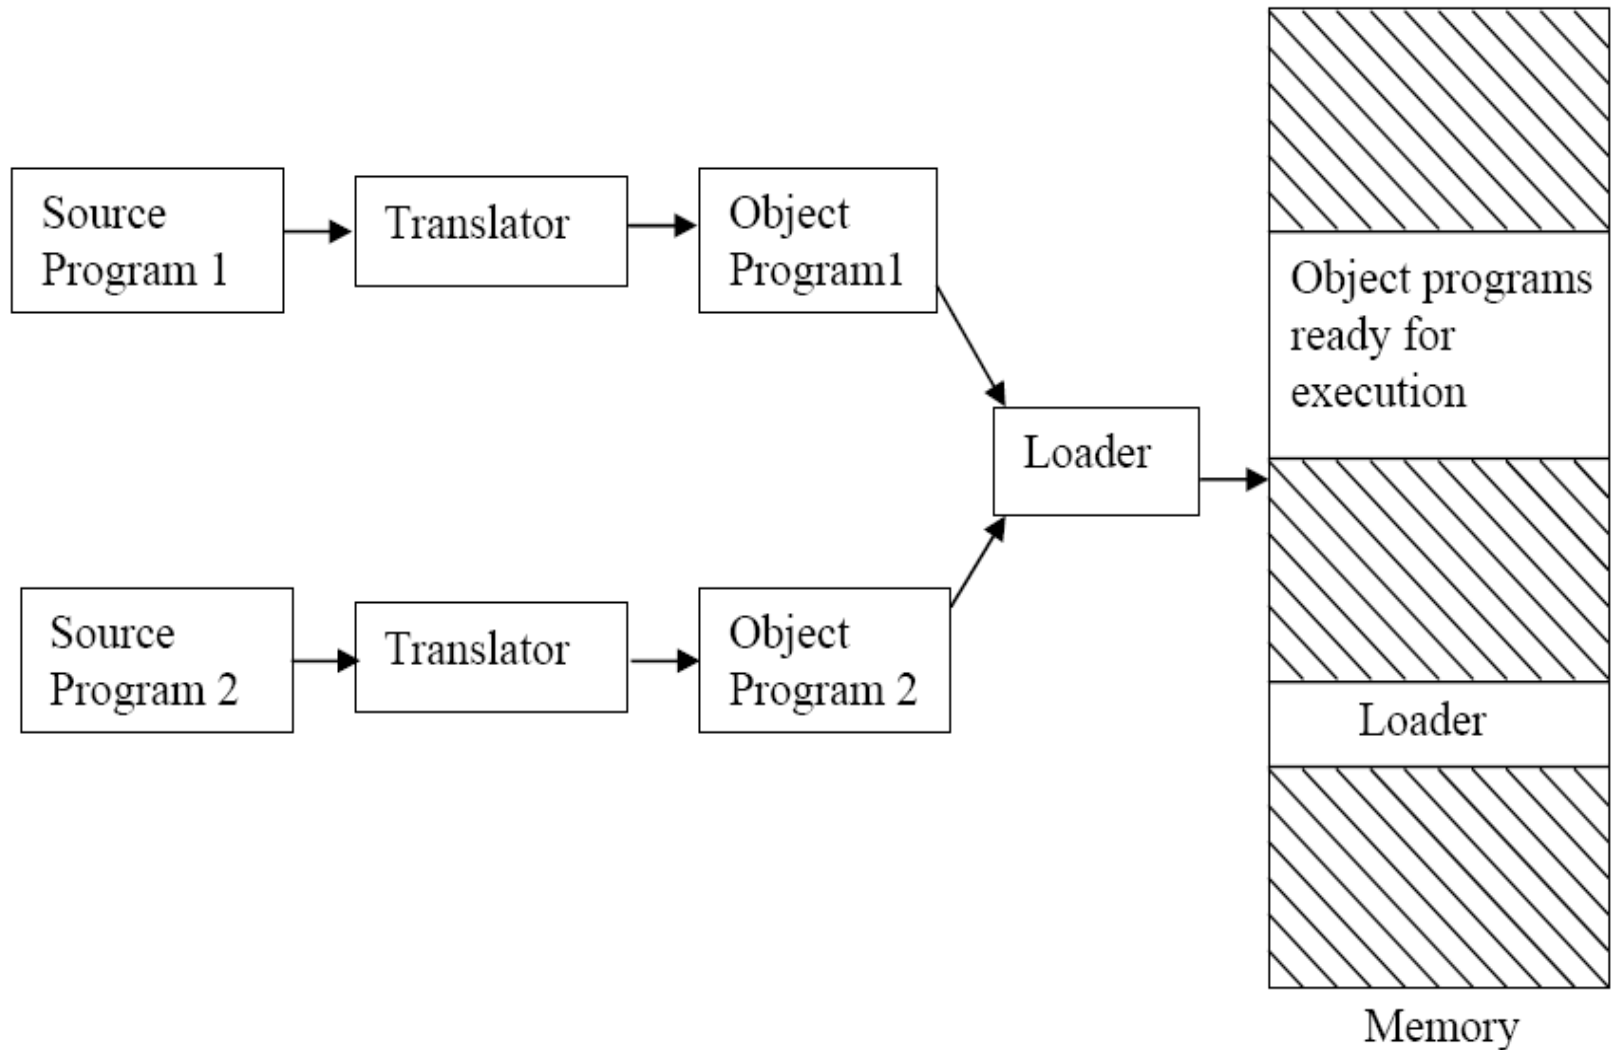 Source
Program 1
Translator
Object
Program1
Object programs
ready for
execution
Loader
Source
Program 2
Translator
Object
Program 2
Loader
Memory